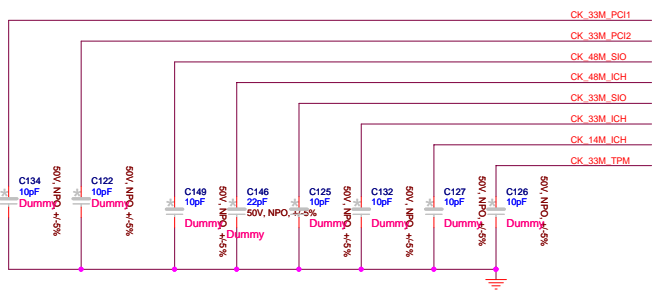 CK_33M_PCI1
CK_33M_PCI2
CK_48M_SIO
CK_48M_ICH
CK_33M_SIO
CK_33M_ICH
CK_14M_ICH
CK_33M_TPM
C134
10pF
Dummy
50V, NPO, +/-5%
C122
10pF
Dummy
50V, NPO, +/-5%
C149
10pF
Dummy
50V, NPO, +/-5%
C146
22pF
50V, NPO, +/-5%
Dummy
C125
10pF
Dummy
50V, NPO, +/-5%
C132
10pF
Dummy
50V, NPO, +/-5%
C127
10pF
Dummy
50V, NPO, +/-5%
C126
10pF
Dummy
50V, NPO, +/-5%